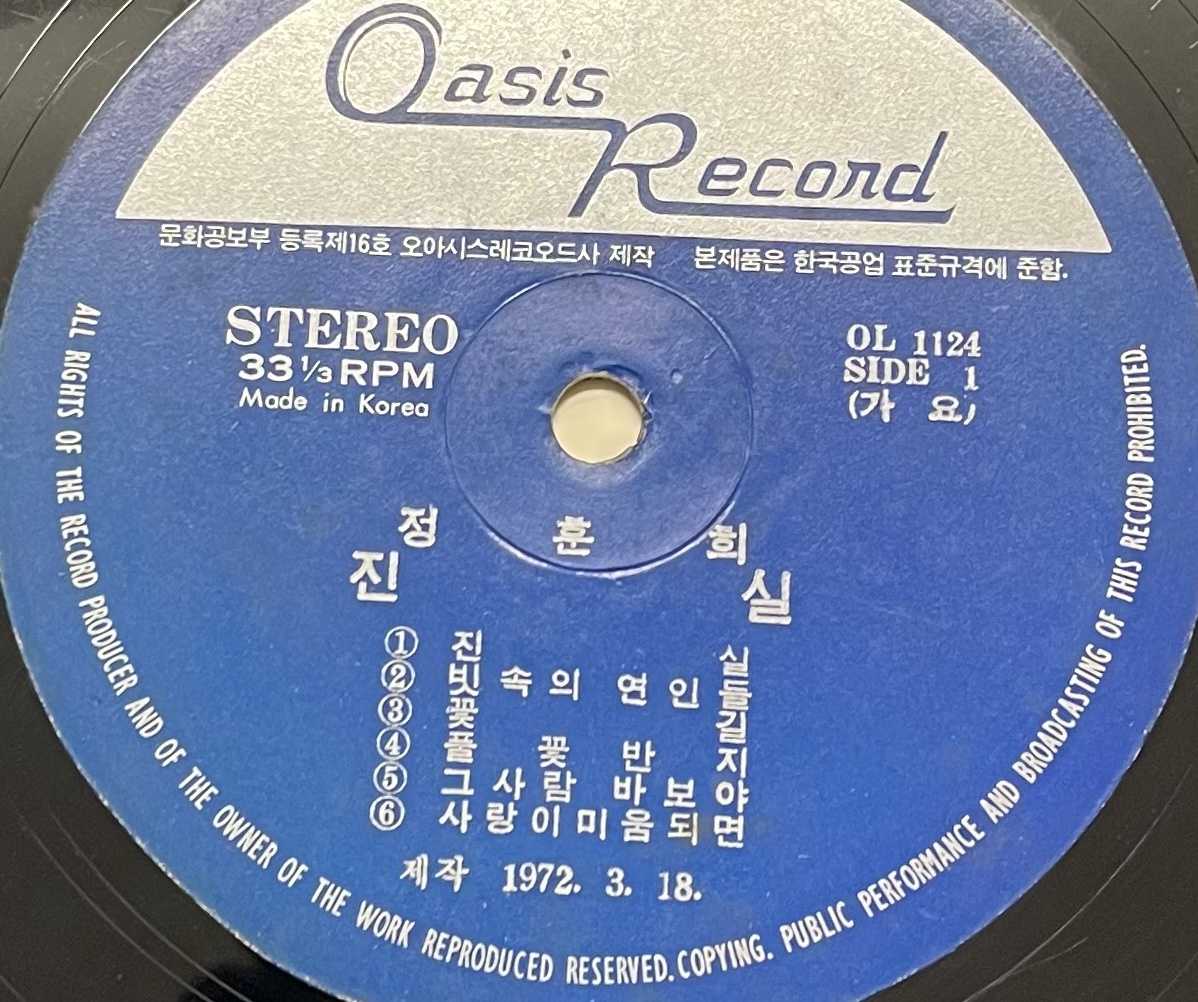 Oasis
Record
문화공보부 등록제16호 오아시스레코오드사 제작 본제품은 한국공업 표준규격에 준함.
STEREO
33 1/3 RPM
Made in Korea
OL 1124
SIDE 1
(가 요)
정 훈 희
진 실
① 진 실
② 빗 속 의 연 인 들
③ 꽃 길
④ 풀 꽃 반 지
⑤ 그 사 람 바 보 야
⑥ 사 랑 이 미 움 되 면
제작 1972. 3. 18.
ALL RIGHTS OF THE RECORD PRODUCER AND OF THE OWNER OF THE WORK REPRODUCED RESERVED. COPYING. PUBLIC PERFORMANCE AND BROADCASTING OF THIS RECORD PROHIBITED.